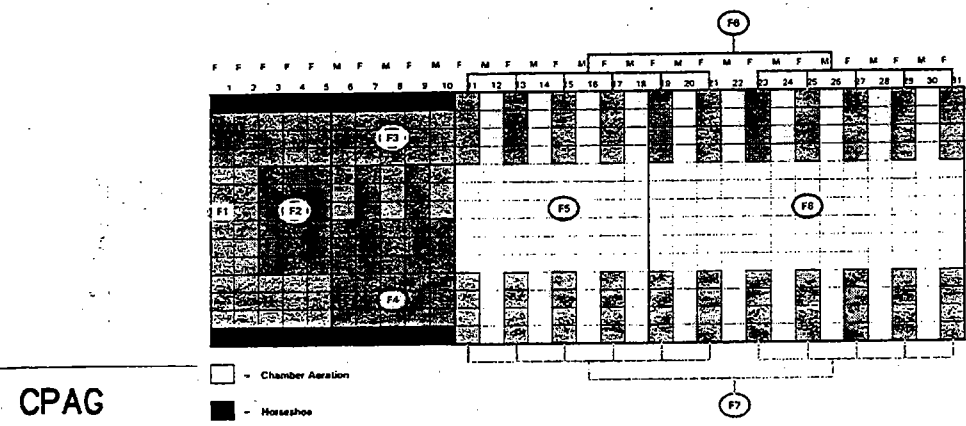 F6
F F F F F M F M F M F M F M F M F M F M F M F M F M F M F M F
1 2 3 4 5 6 7 8 9 10 11 12 13 14 15 16 17 18 19 20 21 22 23 24 25 26 27 28 29 30 31
F3
F1 F2 F5 F8
F4
- Chamber Aeration
- Horseshoe
F7
CPAG